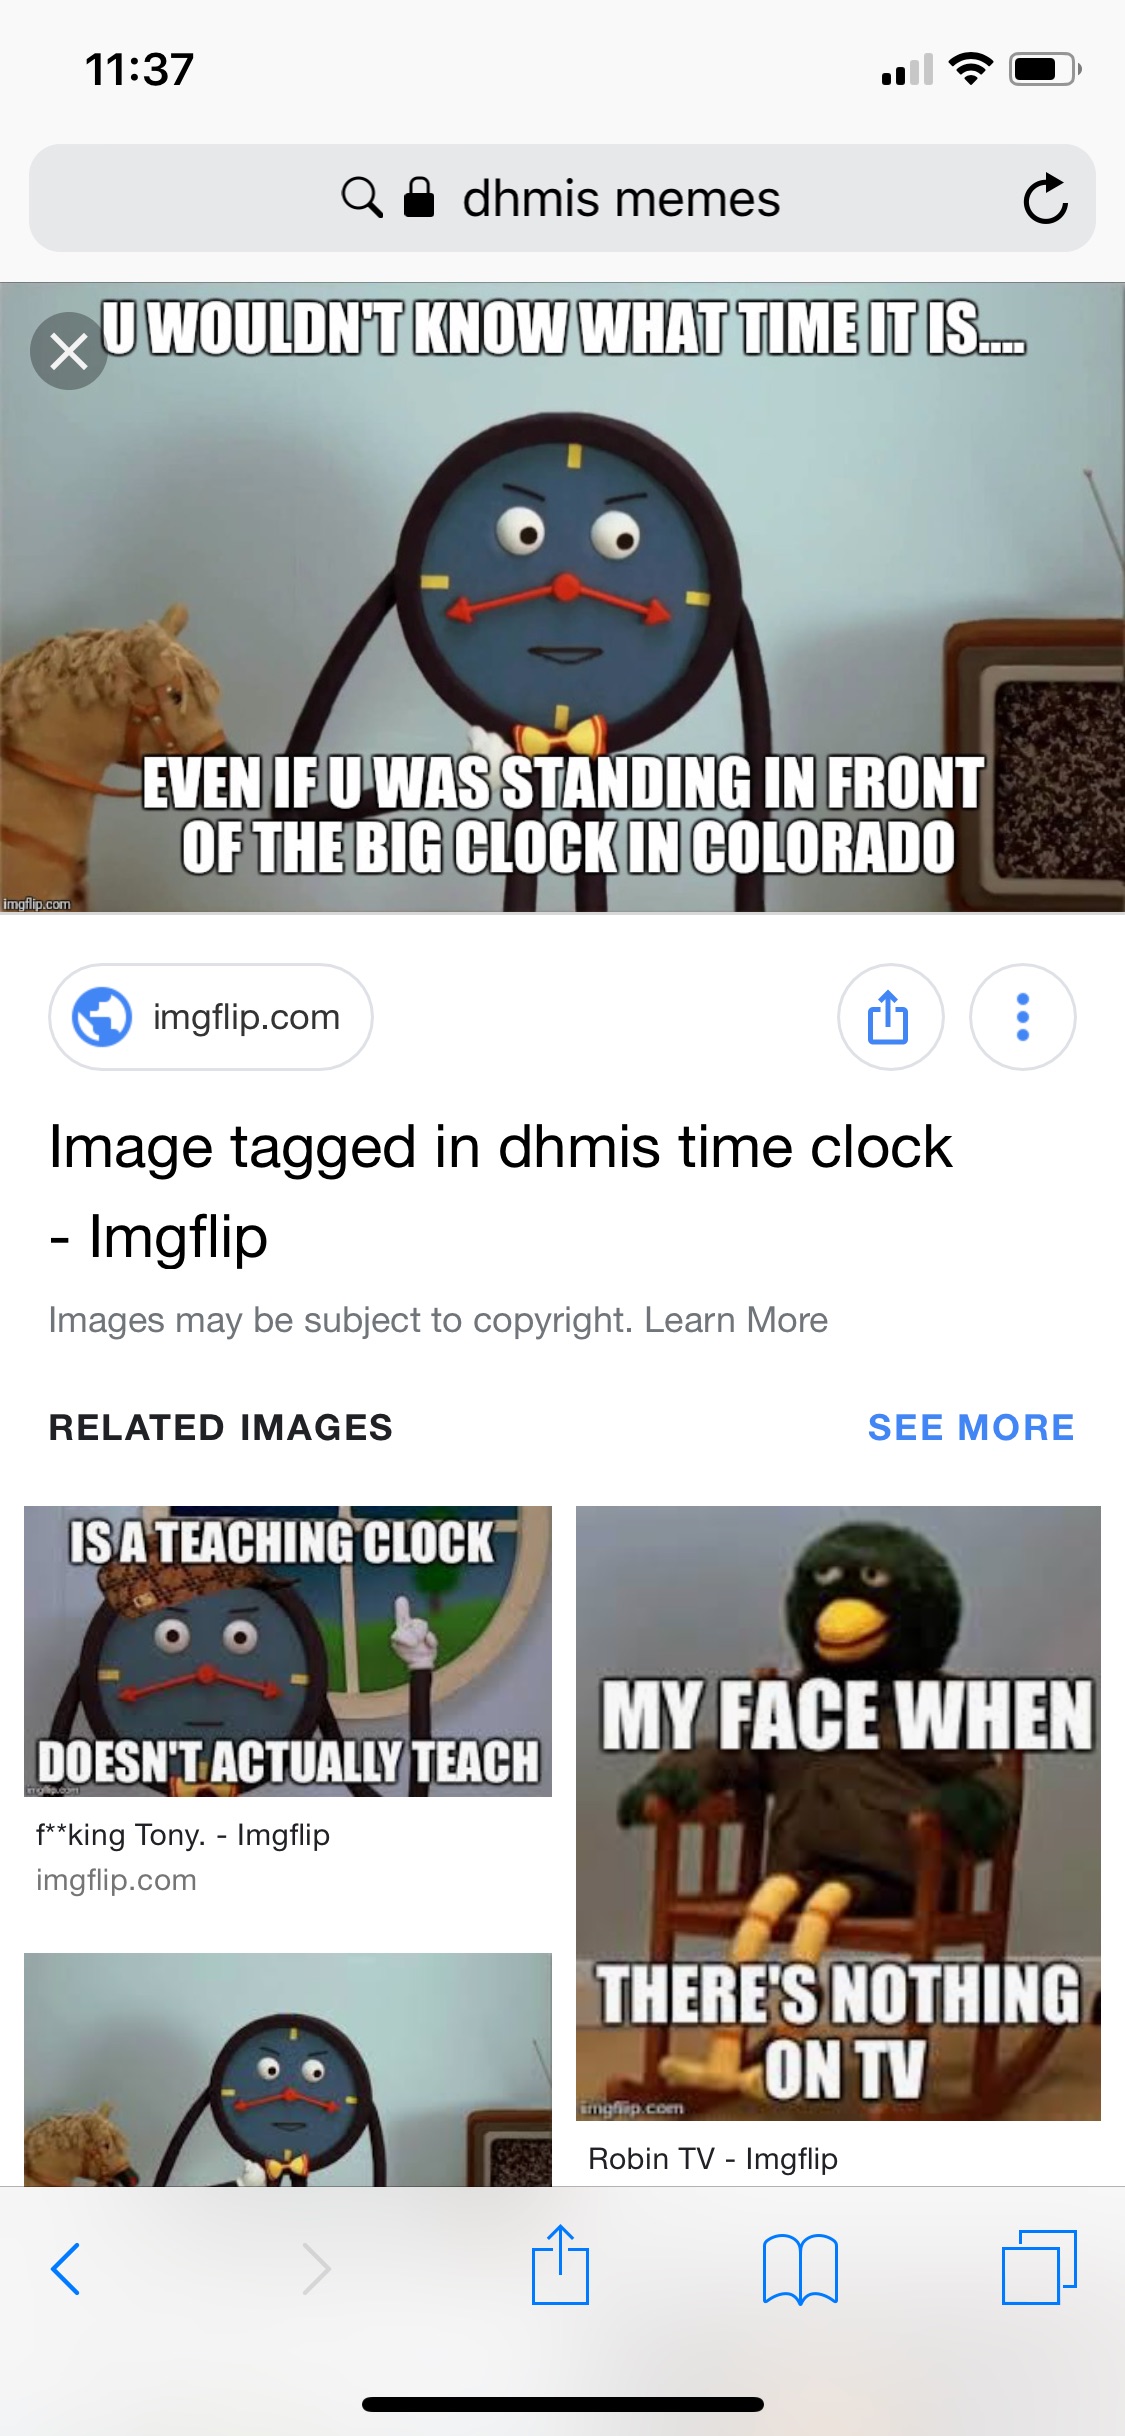 11:37
dhmis memes
U WOULDN'T KNOW WHAT TIME IT IS....
EVEN IF U WAS STANDING IN FRONT
OF THE BIG CLOCK IN COLORADO
imgflip.com
imgflip.com
Image tagged in dhmis time clock
- Imgflip
Images may be subject to copyright. Learn More
RELATED IMAGES
SEE MORE
IS A TEACHING CLOCK
DOESN'T ACTUALLY TEACH
imgflip.com
f**king Tony. - Imgflip
imgflip.com
MY FACE WHEN
THERE'S NOTHING
ON TV
imgflip.com
Robin TV - Imgflip